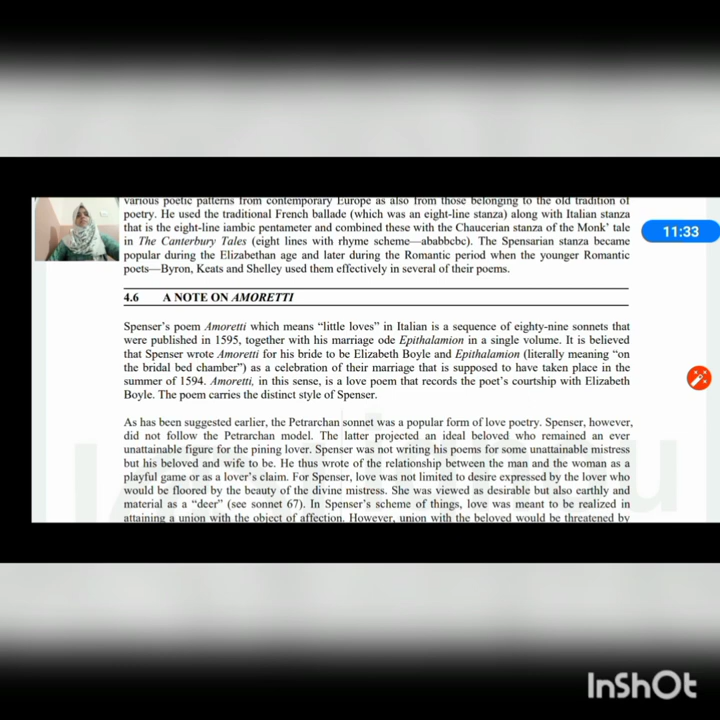 various poetic patterns from contemporary Europe as also from those belonging to the old tradition of
poetry. He used the traditional French ballade (which was an eight-line stanza) along with Italian stanza
that is the eight-line iambic pentameter and combined these with the Chaucerian stanza of the Monk' tale
in The Canterbury Tales (eight lines with rhyme scheme—ababbcbc). The Spensarian stanza became
popular during the Elizabethan age and later during the Romantic period when the younger Romantic
poets—Byron, Keats and Shelley used them effectively in several of their poems.
11:33
4.6 A NOTE ON AMORETTI
Spenser's poem Amoretti which means "little loves" in Italian is a sequence of eighty-nine sonnets that
were published in 1595, together with his marriage ode Epithalamion in a single volume. It is believed
that Spenser wrote Amoretti for his bride to be Elizabeth Boyle and Epithalamion (literally meaning "on
the bridal bed chamber") as a celebration of their marriage that is supposed to have taken place in the
summer of 1594. Amoretti, in this sense, is a love poem that records the poet's courtship with Elizabeth
Boyle. The poem carries the distinct style of Spenser.
As has been suggested earlier, the Petrarchan sonnet was a popular form of love poetry. Spenser, however,
did not follow the Petrarchan model. The latter projected an ideal beloved who remained an ever
unattainable figure for the pining lover. Spenser was not writing his poems for some unattainable mistress
but his beloved and wife to be. He thus wrote of the relationship between the man and the woman as a
playful game or as a lover's claim. For Spenser, love was not limited to desire expressed by the lover who
would be floored by the beauty of the divine mistress. She was viewed as desirable but also earthly and
material as a "deer" (see sonnet 67). In Spenser's scheme of things, love was meant to be realized in
attaining a union with the object of affection. However, union with the beloved would be threatened by
InShOt